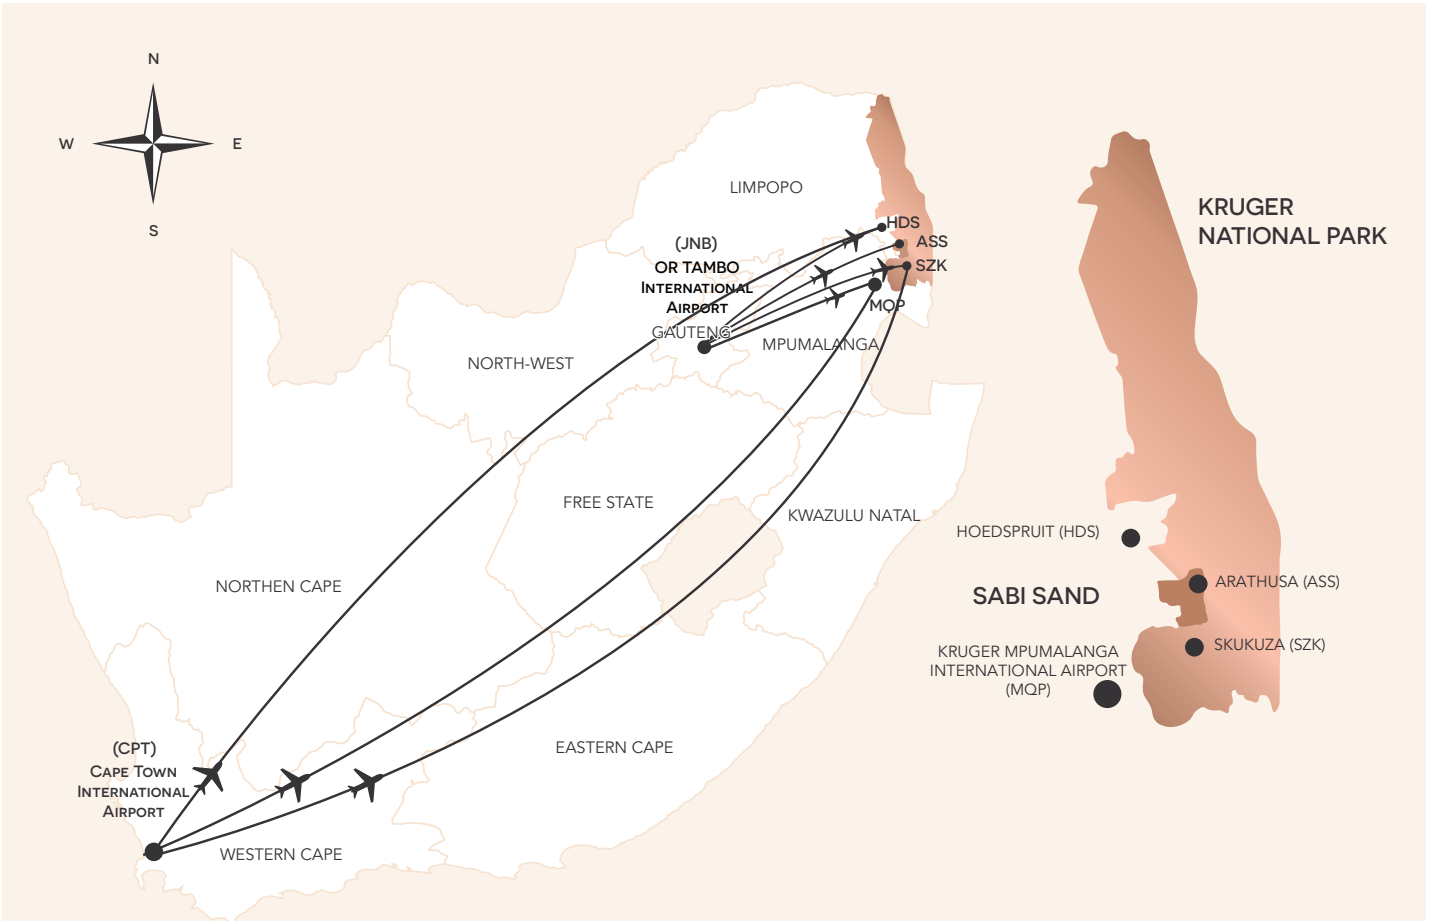 N
W
E
S
LIMPOPO
HDS
ASS
SZK
MQP
(JNB)
OR TAMBO
INTERNATIONAL
AIRPORT
GAUTENG
MPUMALANGA
NORTH-WEST
FREE STATE
KWAZULU NATAL
NORTHEN CAPE
EASTERN CAPE
(CPT)
CAPE TOWN
INTERNATIONAL
AIRPORT
WESTERN CAPE
KRUGER
NATIONAL PARK
HOEDSPRUIT (HDS)
ARATHUSA (ASS)
SABI SAND
SKUKUZA (SZK)
KRUGER MPUMALANGA
INTERNATIONAL AIRPORT
(MQP)